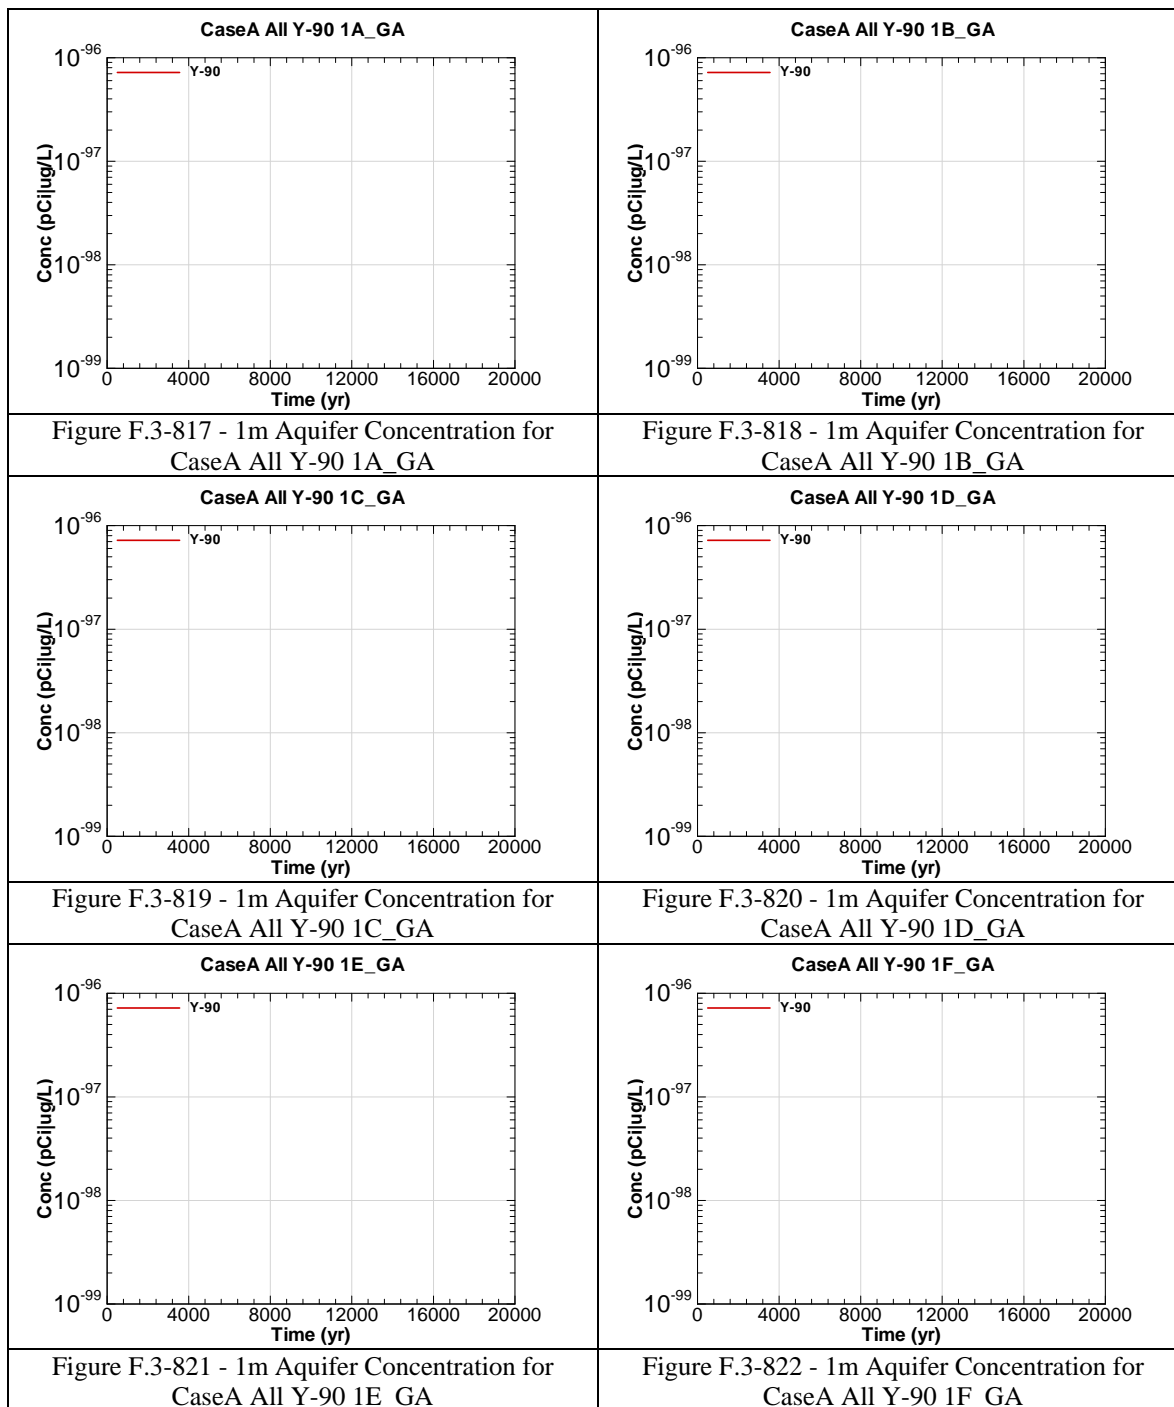 CaseA All Y-90 1A_GA
Y-90
10-96
10-97
10-98
10-99
Conc (pCi|ug/L)
0 4000 8000 12000 16000 20000
Time (yr)
Figure F.3-817 - 1m Aquifer Concentration for
CaseA All Y-90 1A_GA
CaseA All Y-90 1B_GA
Y-90
10-96
10-97
10-98
10-99
Conc (pCi|ug/L)
0 4000 8000 12000 16000 20000
Time (yr)
Figure F.3-818 - 1m Aquifer Concentration for
CaseA All Y-90 1B_GA
CaseA All Y-90 1C_GA
Y-90
10-96
10-97
10-98
10-99
Conc (pCi|ug/L)
0 4000 8000 12000 16000 20000
Time (yr)
Figure F.3-819 - 1m Aquifer Concentration for
CaseA All Y-90 1C_GA
CaseA All Y-90 1D_GA
Y-90
10-96
10-97
10-98
10-99
Conc (pCi|ug/L)
0 4000 8000 12000 16000 20000
Time (yr)
Figure F.3-820 - 1m Aquifer Concentration for
CaseA All Y-90 1D_GA
CaseA All Y-90 1E_GA
Y-90
10-96
10-97
10-98
10-99
Conc (pCi|ug/L)
0 4000 8000 12000 16000 20000
Time (yr)
Figure F.3-821 - 1m Aquifer Concentration for
CaseA All Y-90 1E_GA
CaseA All Y-90 1F_GA
Y-90
10-96
10-97
10-98
10-99
Conc (pCi|ug/L)
0 4000 8000 12000 16000 20000
Time (yr)
Figure F.3-822 - 1m Aquifer Concentration for
CaseA All Y-90 1F_GA